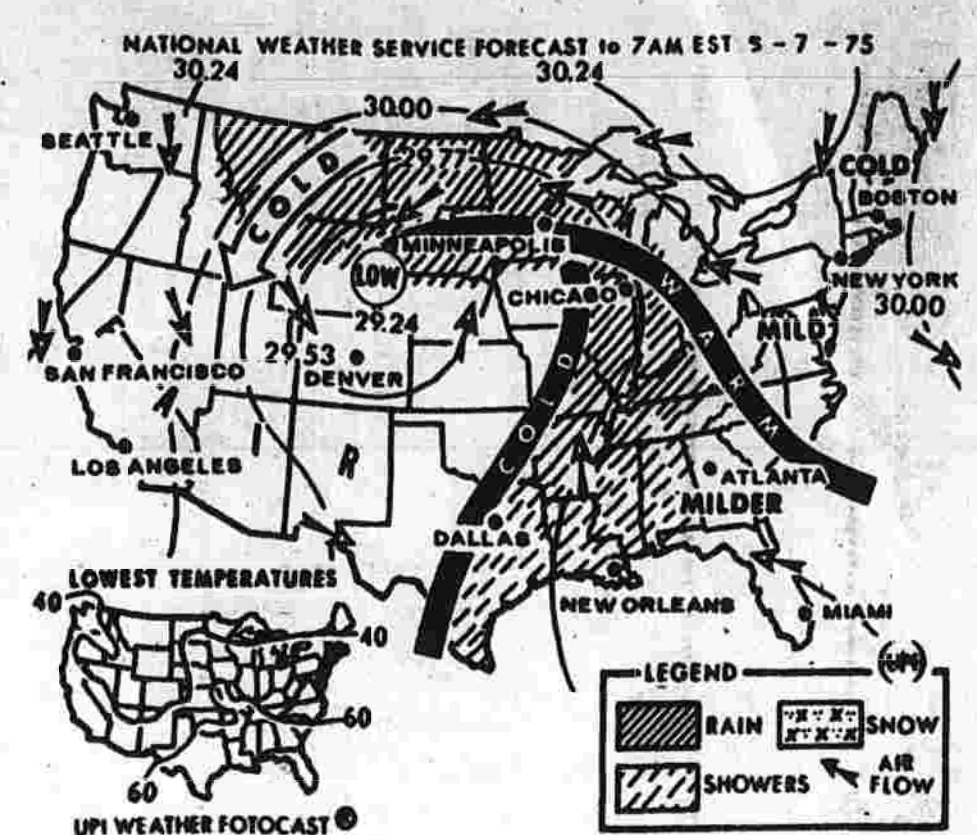 NATIONAL WEATHER SERVICE FORECAST to 7AM EST 5 - 7 - 75
30.24
30.24
30.00
SEATTLE
COLD
29.77
COLD
BOSTON
MINNEAPOLIS
LOW
NEW YORK
30.00
CHICAGO
WARM
MILD
29.24
29.53
DENVER
SAN FRANCISCO
COLD
LOS ANGELES
R
ATLANTA
MILDER
DALLAS
NEW ORLEANS
MIAMI
LOWEST TEMPERATURES
40
40
60
60
UPI WEATHER FOTOCAST
LEGEND
UPI
RAIN
SNOW
SHOWERS
AIR
FLOW